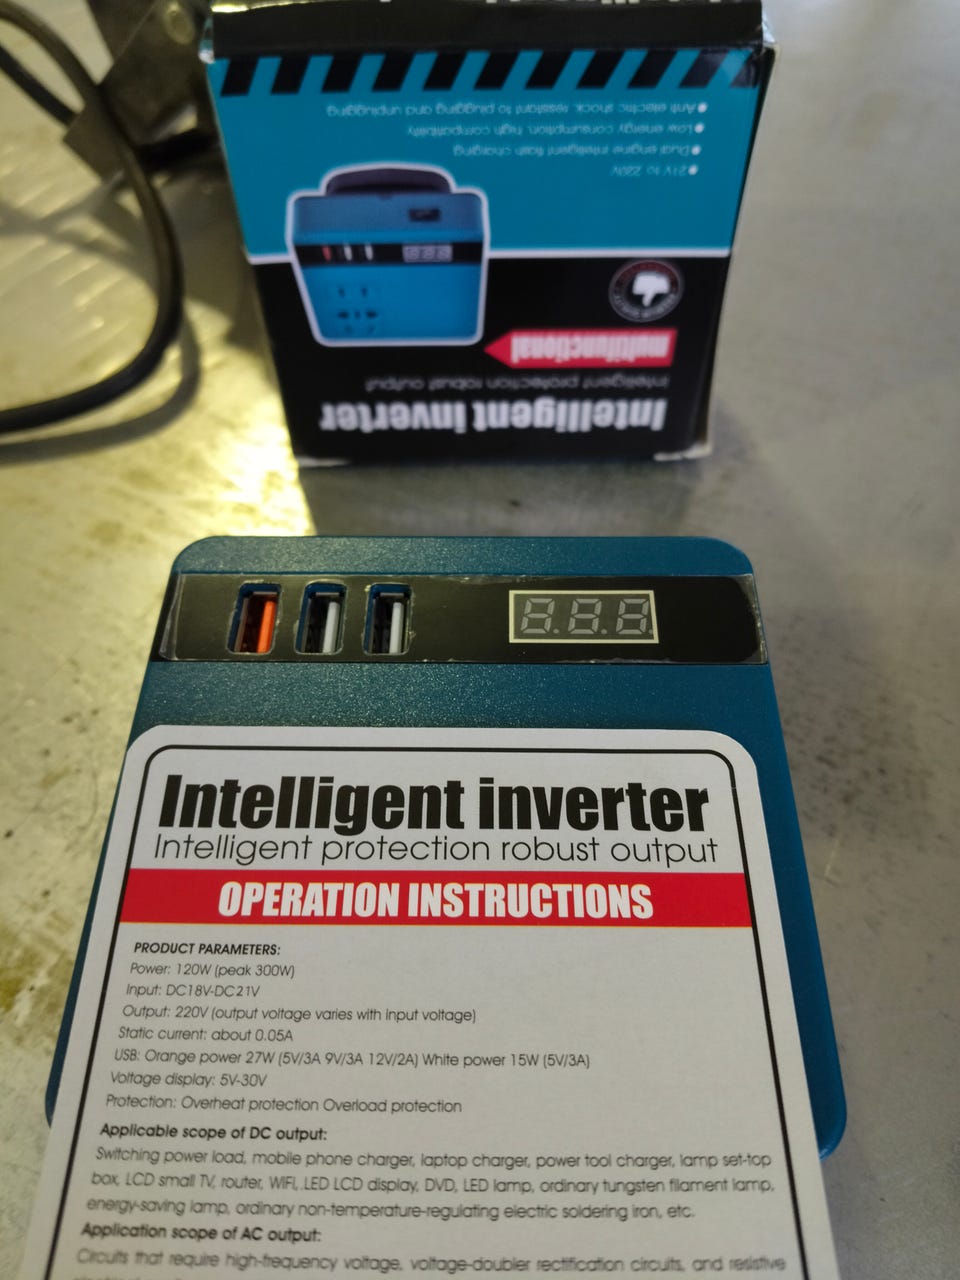 Intelligent inverter
Intelligent protection robust output
multifunctional
• 21V to 220V
• Dual engine intelligent flash charging
• Low energy consumption, high compatibility
• Anti electric shock, resistant to plugging and unplugging
8.8.8.
Intelligent inverter
Intelligent protection robust output
OPERATION INSTRUCTIONS
PRODUCT PARAMETERS:
Power: 120W (peak 300W)
Input: DC18V-DC21V
Output: 220V (output voltage varies with input voltage)
Static current: about 0.05A
USB: Orange power 27W (5V/3A 9V/3A 12V/2A) White power 15W (5V/3A)
Voltage display: 5V-30V
Protection: Overheat protection Overload protection
Applicable scope of DC output:
Switching power load, mobile phone charger, laptop charger, power tool charger, lamp set-top
box, LCD small TV, router, WIFI, .LED LCD display, DVD, LED lamp, ordinary tungsten filament lamp,
energy-saving lamp, ordinary non-temperature-regulating electric soldering iron, etc.
Application scope of AC output:
Circuits that require high-frequency voltage, voltage-doubler rectification circuits, and resistive